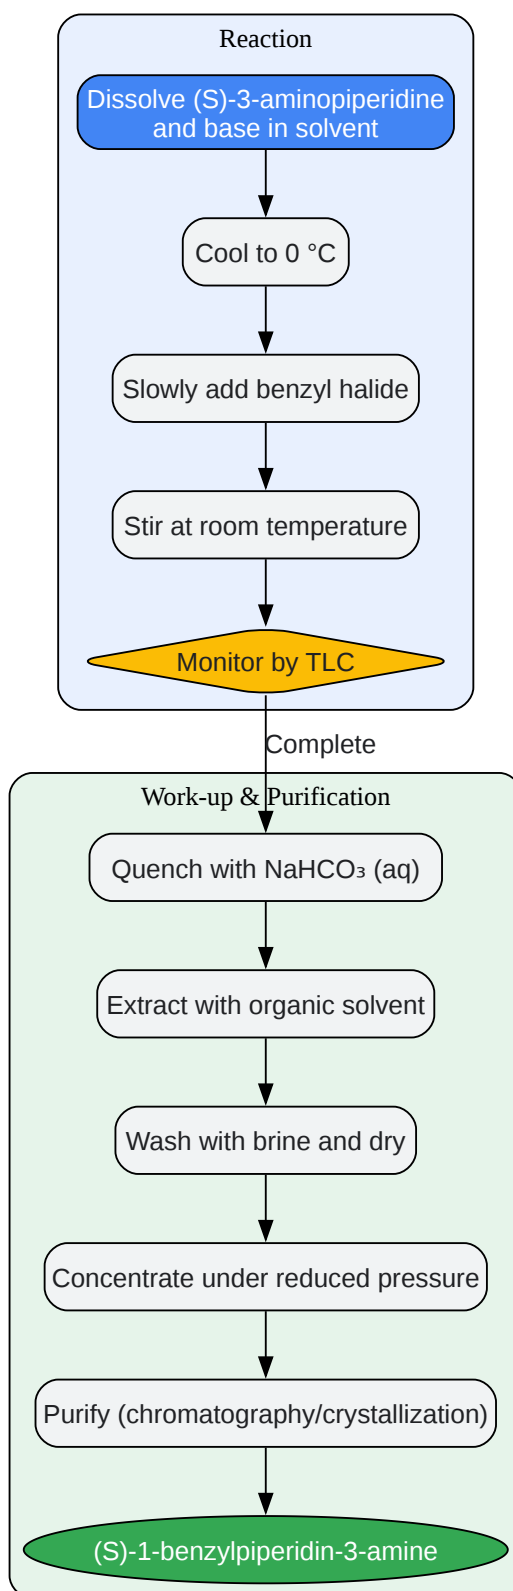 Reaction
Dissolve (S)-3-aminopiperidine
and base in solvent
Cool to 0 °C
Slowly add benzyl halide
Stir at room temperature
Monitor by TLC
Complete
Work-up & Purification
Quench with NaHCO₃ (aq)
Extract with organic solvent
Wash with brine and dry
Concentrate under reduced pressure
Purify (chromatography/crystallization)
(S)-1-benzylpiperidin-3-amine